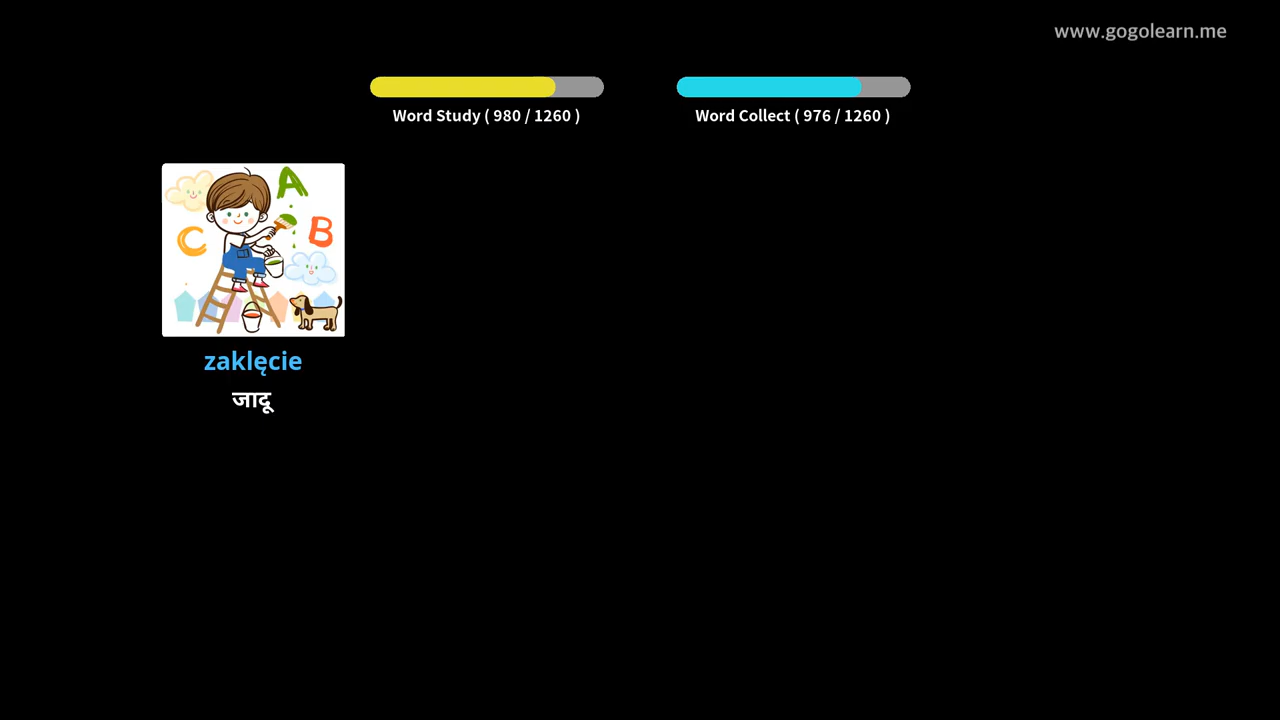 www.gogolearn.me
Word Study ( 980 / 1260 )
Word Collect ( 976 / 1260 )
A
B
C
zaklęcie
जादू